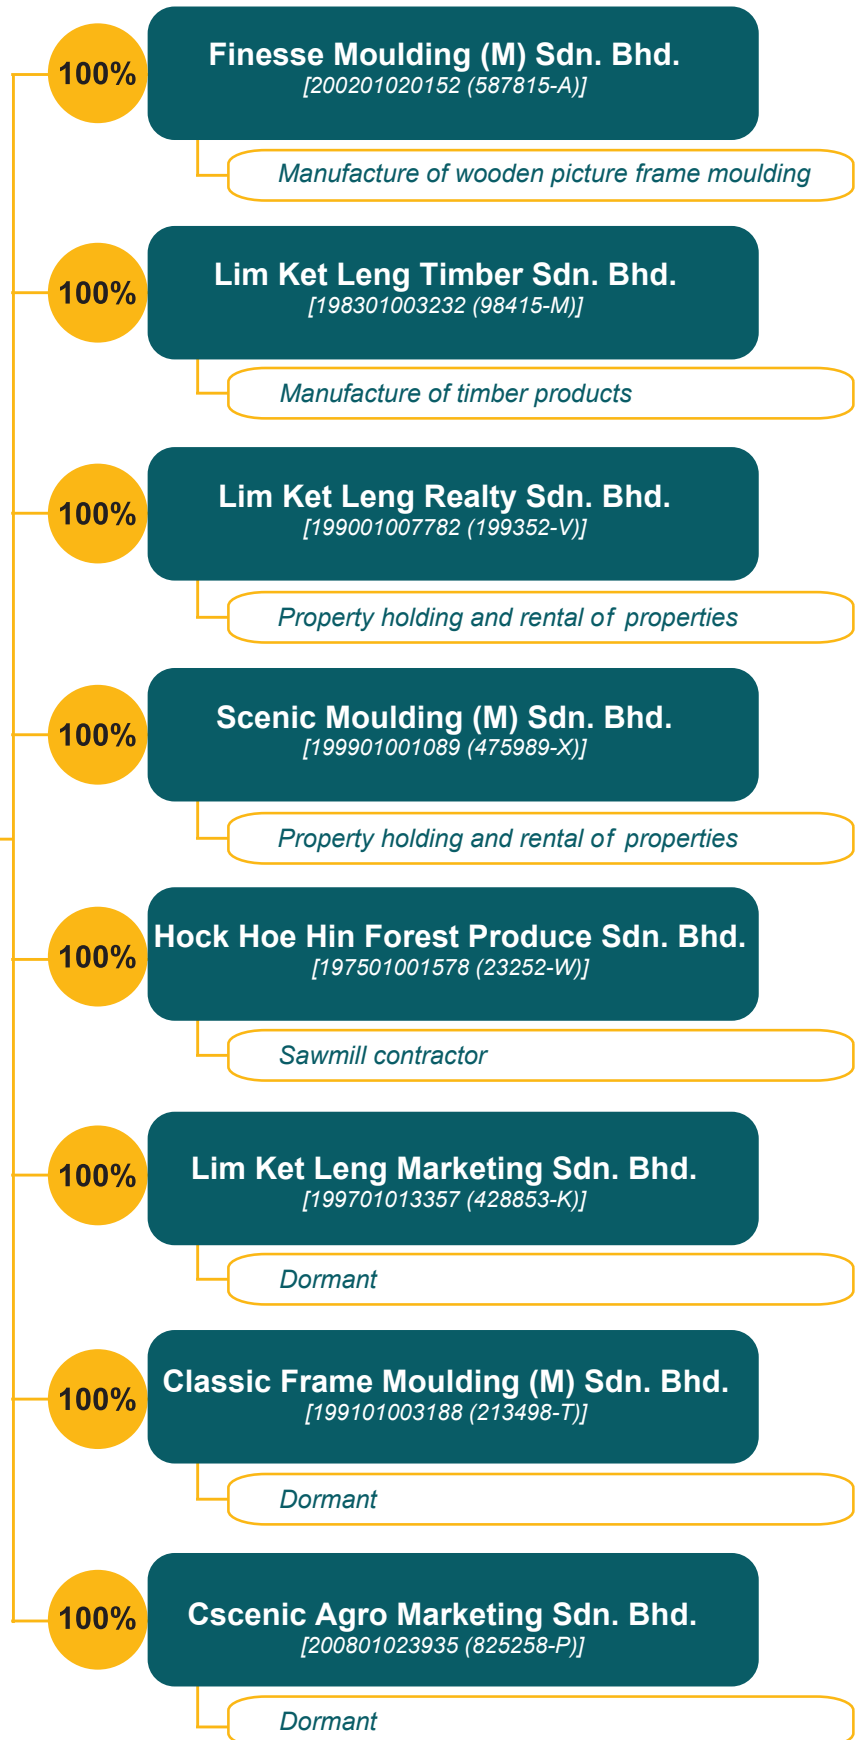 100%
Finesse Moulding (M) Sdn. Bhd.
[200201020152 (587815-A)]
Manufacture of wooden picture frame moulding
100%
Lim Ket Leng Timber Sdn. Bhd.
[198301003232 (98415-M)]
Manufacture of timber products
100%
Lim Ket Leng Realty Sdn. Bhd.
[199001007782 (199352-V)]
Property holding and rental of properties
100%
Scenic Moulding (M) Sdn. Bhd.
[199901001089 (475989-X)]
Property holding and rental of properties
100%
Hock Hoe Hin Forest Produce Sdn. Bhd.
[197501001578 (23252-W)]
Sawmill contractor
100%
Lim Ket Leng Marketing Sdn. Bhd.
[199701013357 (428853-K)]
Dormant
100%
Classic Frame Moulding (M) Sdn. Bhd.
[199101003188 (213498-T)]
Dormant
100%
Cscenic Agro Marketing Sdn. Bhd.
[200801023935 (825258-P)]
Dormant